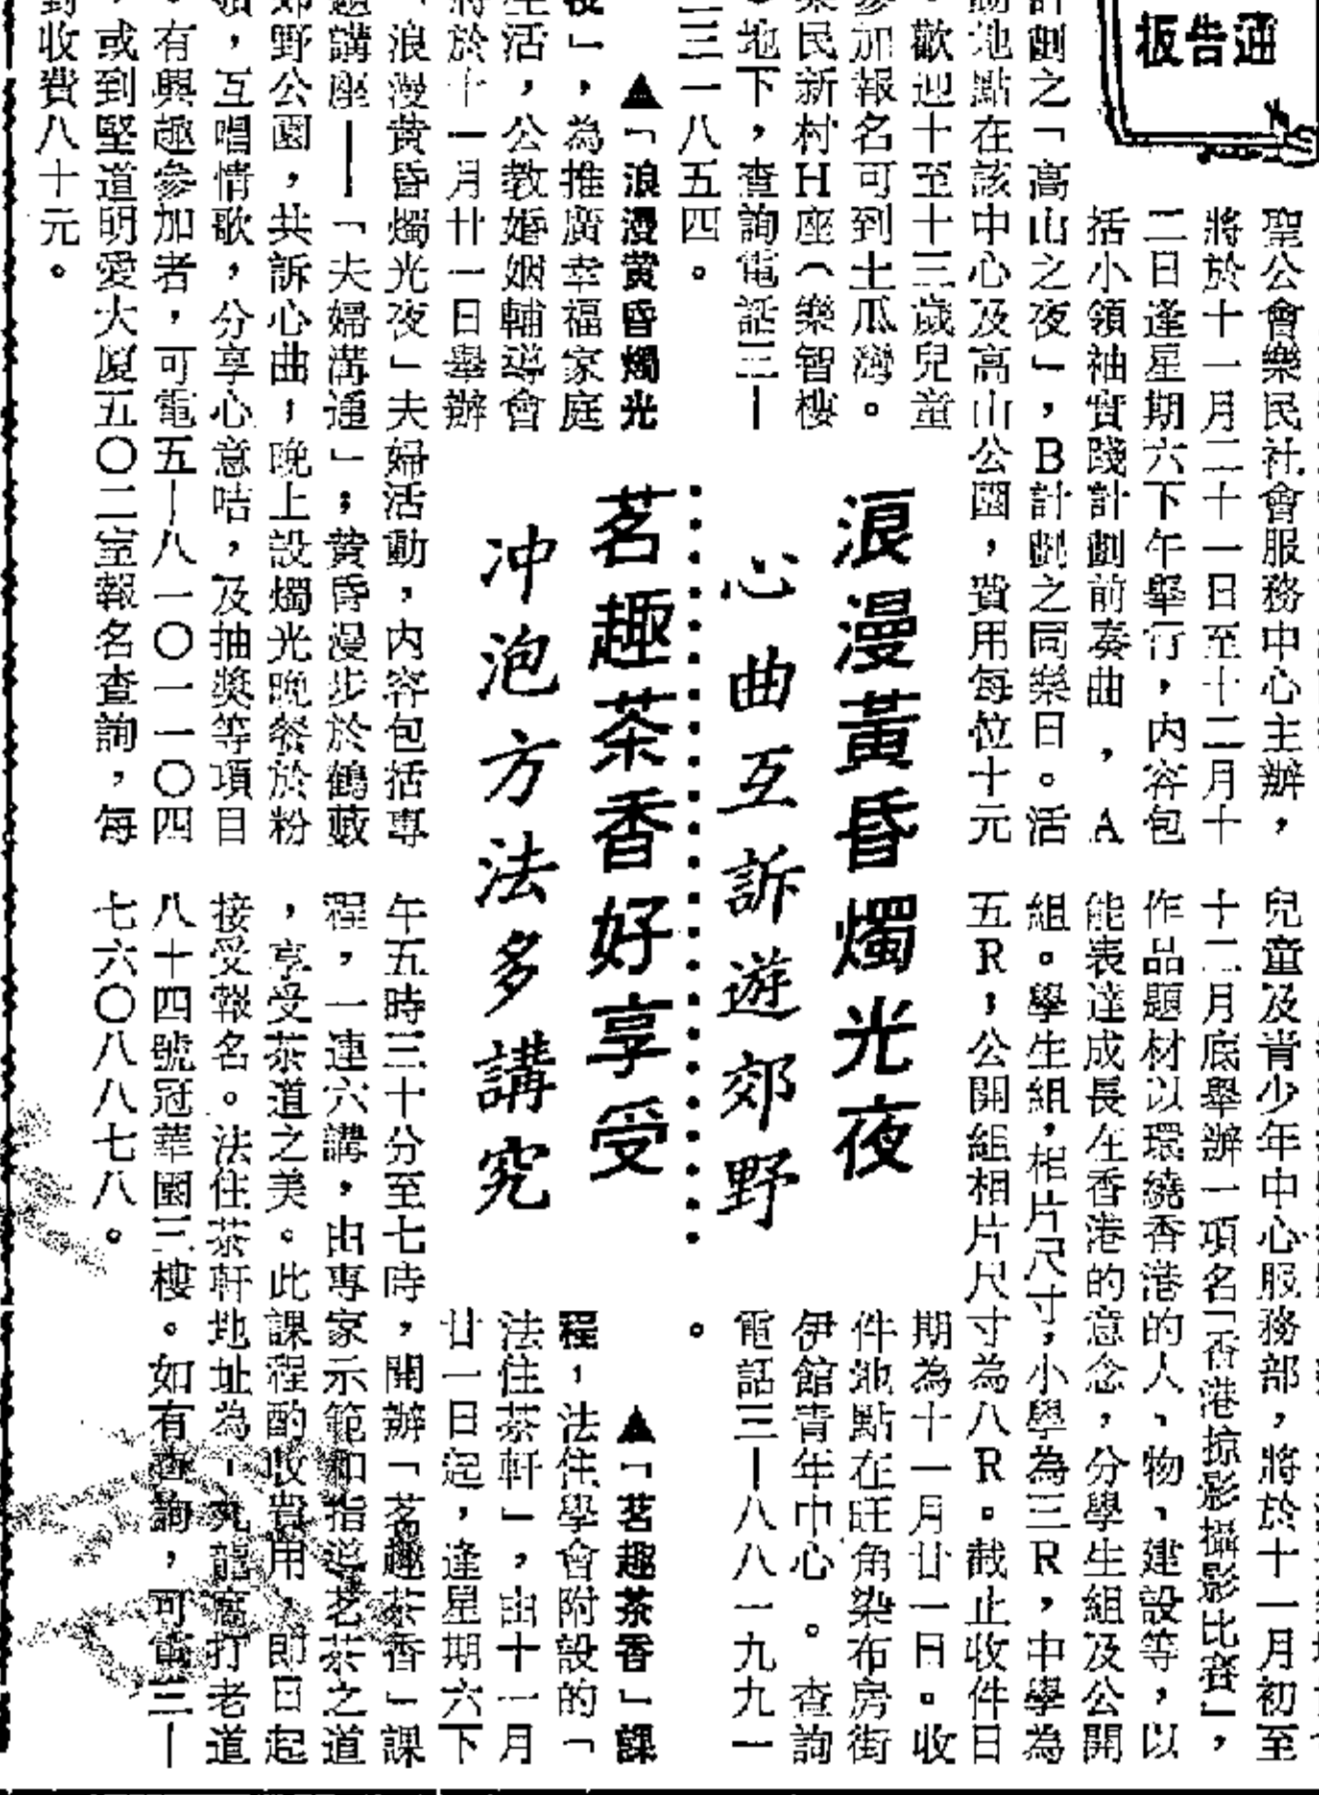 通告板
聖公會樂民社會服務中心主辦，
將於十一月二十一日至十二月十
二日逢星期六下午舉行，內容包
括小領袖實踐計劃前奏曲，A
計劃之「高山之夜」，B計劃之同樂日。活
動地點在該中心及高山公園，費用每位十元
，歡迎十至十三歲兒童
參加報名可到土瓜灣。
樂民新村H座（樂智樓
）地下，查詢電話三—
三一八五四。
▲「浪漫黃昏燭光
夜」，為推廣幸福家庭
生活，公教婚姻輔導會
將於十一月廿一日舉辦
「浪漫黃昏燭光夜」夫婦活動，內容包括專
題講座——「夫婦溝通」；黃昏漫步於鶴藪
郊野公園，共訴心曲，晚上設燭光晚餐於粉
嶺，互唱情歌，分享心意咭，及抽獎等項目
。有興趣參加者，可電五—八一〇一一〇四
，或到堅道明愛大厦五〇二室報名查詢，每
對收費八十元。
浪漫黃昏燭光夜
心曲互訴遊郊野
茗趣茶香好享受
冲泡方法多講究
兒童及青少年中心服務部，將於十一月初至
十二月底舉辦一項名「香港掠影攝影比賽」，
作品題材以環繞香港的人、物、建設等，以
能表達成長在香港的意念，分學生組及公開
組。學生組，相片尺寸，小學為三R，中學為
五R，公開組相片尺寸為八R。截止收件日
期為十一月廿一日。收
件地點在旺角染布房街
伊館青年中心。查詢
電話三—八八一九九一
。
▲「茗趣茶香」課
程，法住學會附設的「
法住茶軒」，由十一月
廿一日起，逢星期六下
午五時三十分至七時，開辦「茗趣茶香」課
程，一連六講，由專家示範和指導茗茶之道
，享受茶道之美。此課程酌收費用，即日起
接受報名。法住茶軒地址為，九龍窩打老道
八十四號冠華園三樓。如有查詢，可電三—
七六〇八八七八。